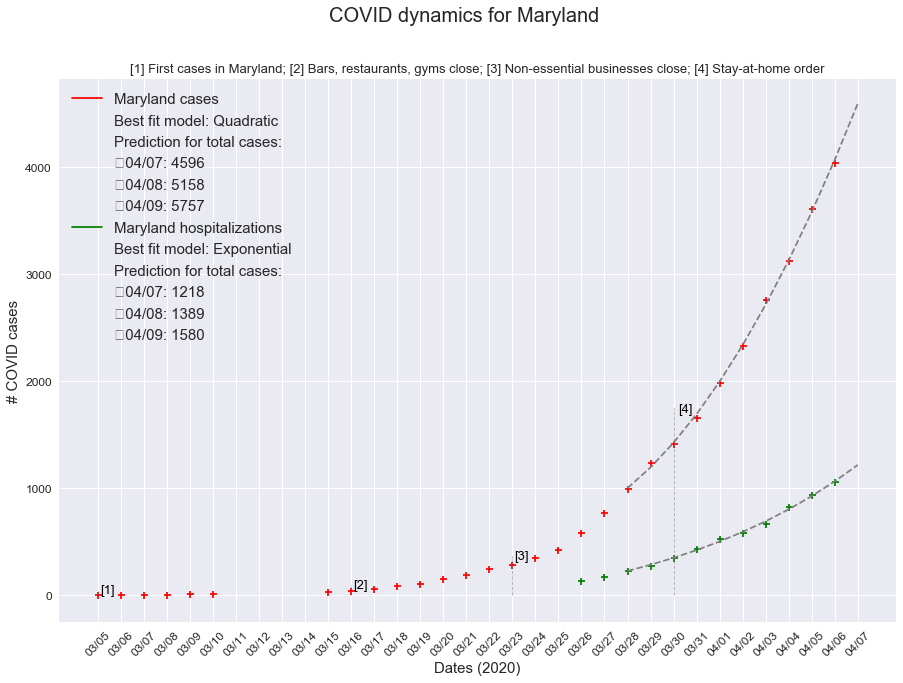 COVID dynamics for Maryland
[1] First cases in Maryland; [2] Bars, restaurants, gyms close; [3] Non-essential businesses close; [4] Stay-at-home order
Maryland cases
Best fit model: Quadratic
Prediction for total cases:
04/07: 4596
04/08: 5158
04/09: 5757
Maryland hospitalizations
Best fit model: Exponential
Prediction for total cases:
04/07: 1218
04/08: 1389
04/09: 1580
# COVID cases
4000
3000
2000
1000
0
[1]
[2]
[3]
[4]
03/05 03/06 03/07 03/08 03/09 03/10 03/11 03/12 03/13 03/14 03/15 03/16 03/17 03/18 03/19 03/20 03/21 03/22 03/23 03/24 03/25 03/26 03/27 03/28 03/29 03/30 03/31 04/01 04/02 04/03 04/04 04/05 04/06 04/07
Dates (2020)